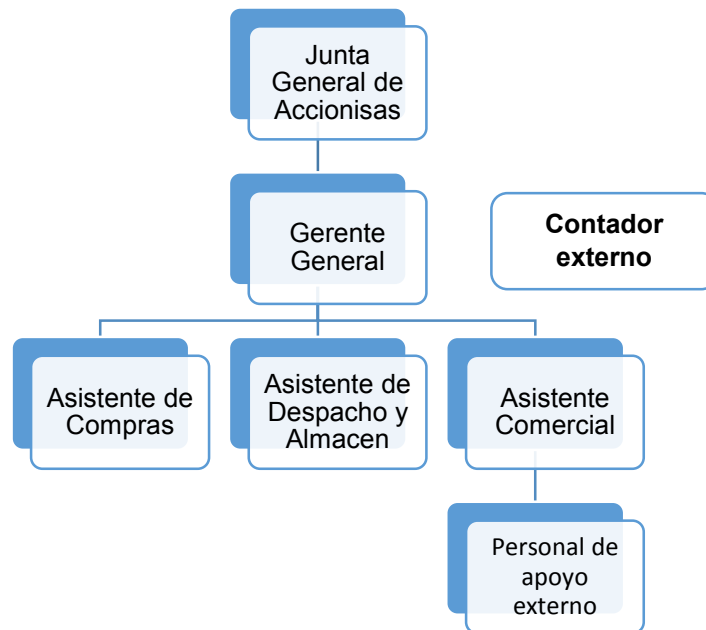 Junta
General de
Accionisas
Gerente
General
Contador
externo
Asistente de
Compras
Asistente de
Despacho y
Almacen
Asistente
Comercial
Personal de
apoyo
externo